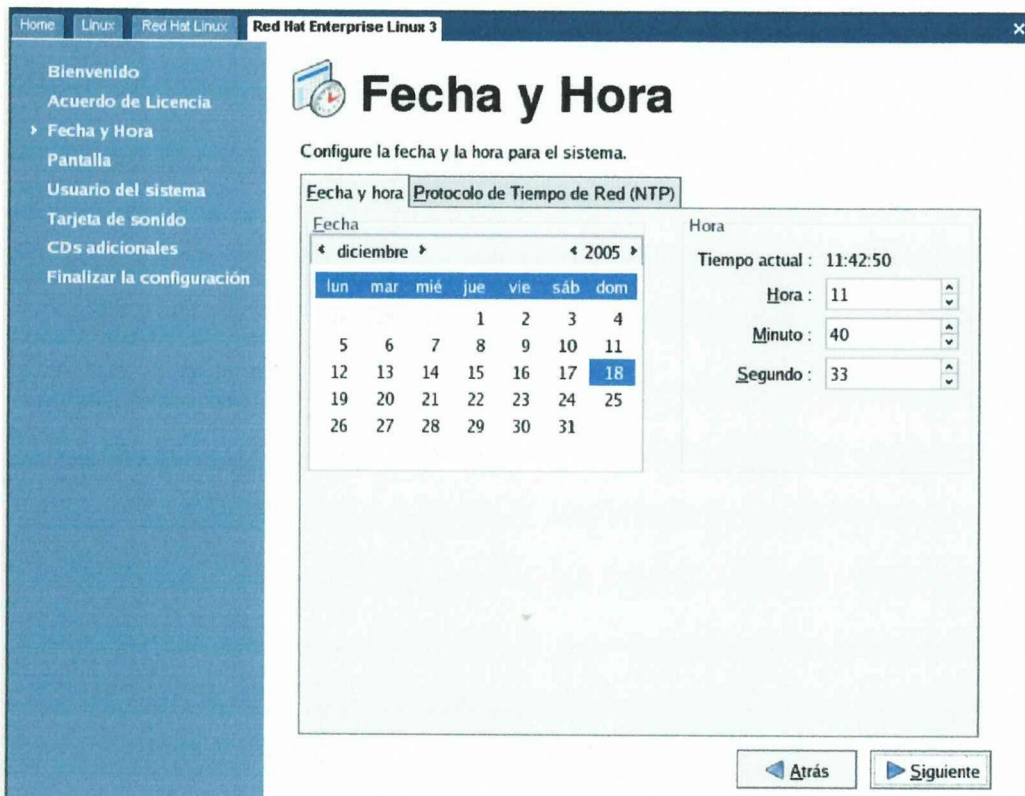 Home Linux Red Hat Linux Red Hat Enterprise Linux 3
Bienvenido
Acuerdo de Licencia
Fecha y Hora
Pantalla
Usuario del sistema
Tarjeta de sonido
CDs adicionales
Finalizar la configuración
Fecha y Hora
Configure la fecha y la hora para el sistema.
Fecha y hora Protocolo de Tiempo de Red (NTP)
Fecha
diciembre 2005
lun mar mié jue vie sáb dom
1 2 3 4
5 6 7 8 9 10 11
12 13 14 15 16 17 18
19 20 21 22 23 24 25
26 27 28 29 30 31
Hora
Tiempo actual : 11:42:50
Hora : 11
Minuto : 40
Segundo : 33
Atrás Siguiente